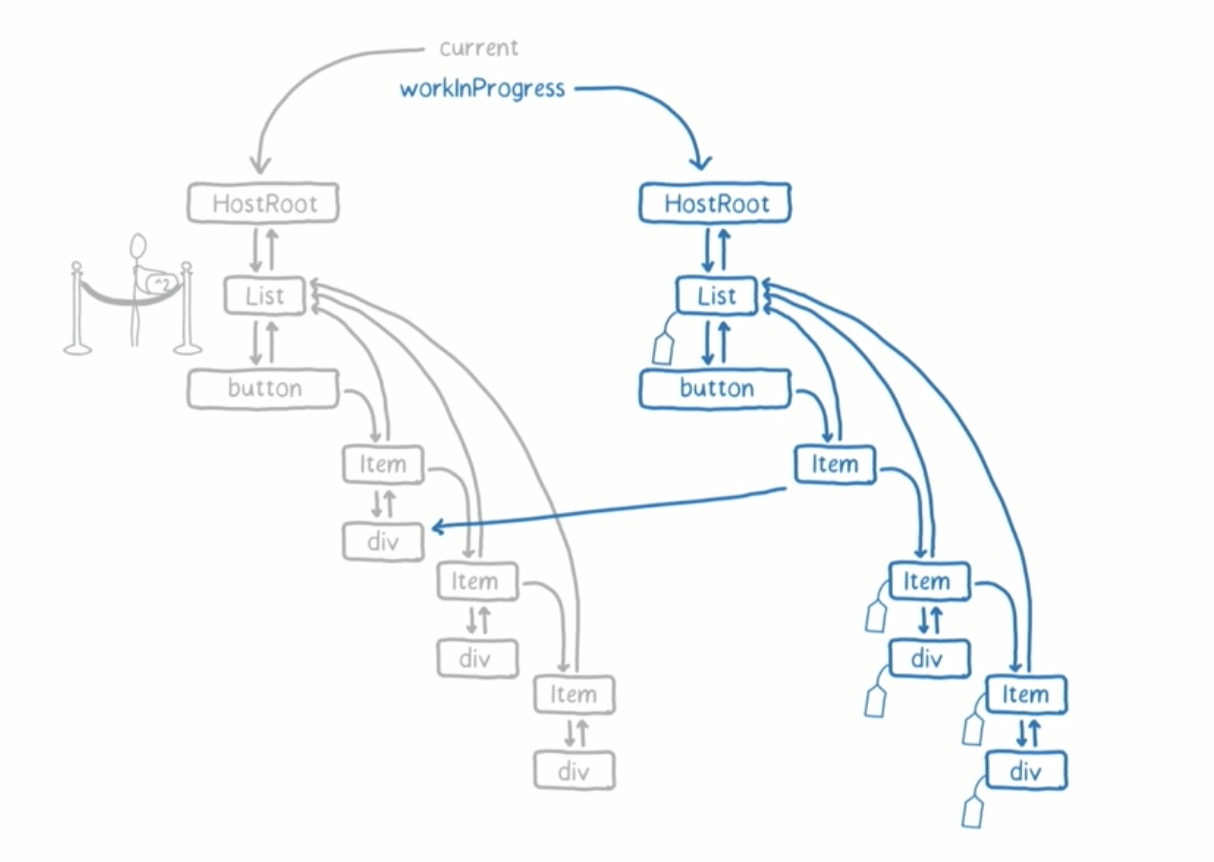 current
workInProgress
HostRoot
HostRoot
^2
List
List
button
button
Item
Item
div
Item
Item
div
div
Item
Item
div
div